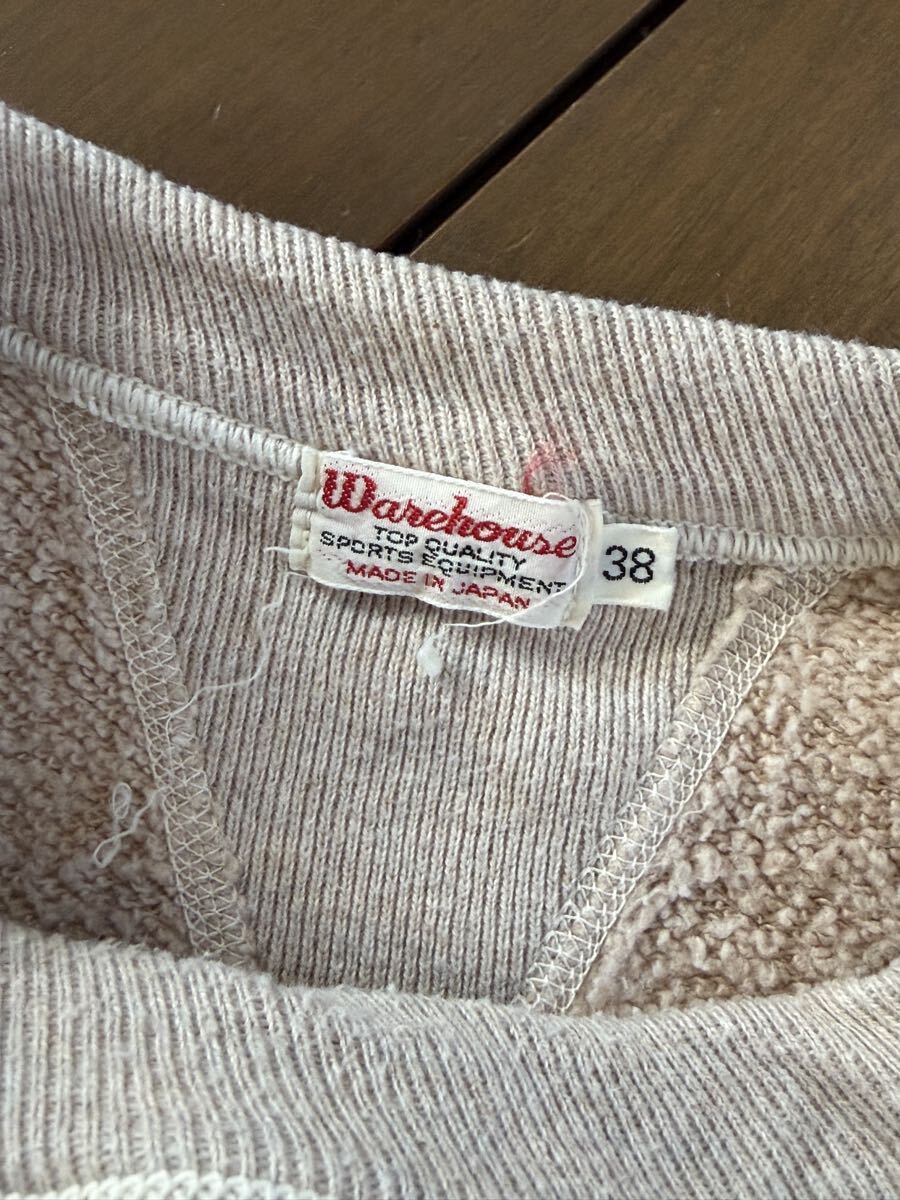 Warehouse
TOP QUALITY
SPORTS EQUIPMENT
MADE IN JAPAN
38